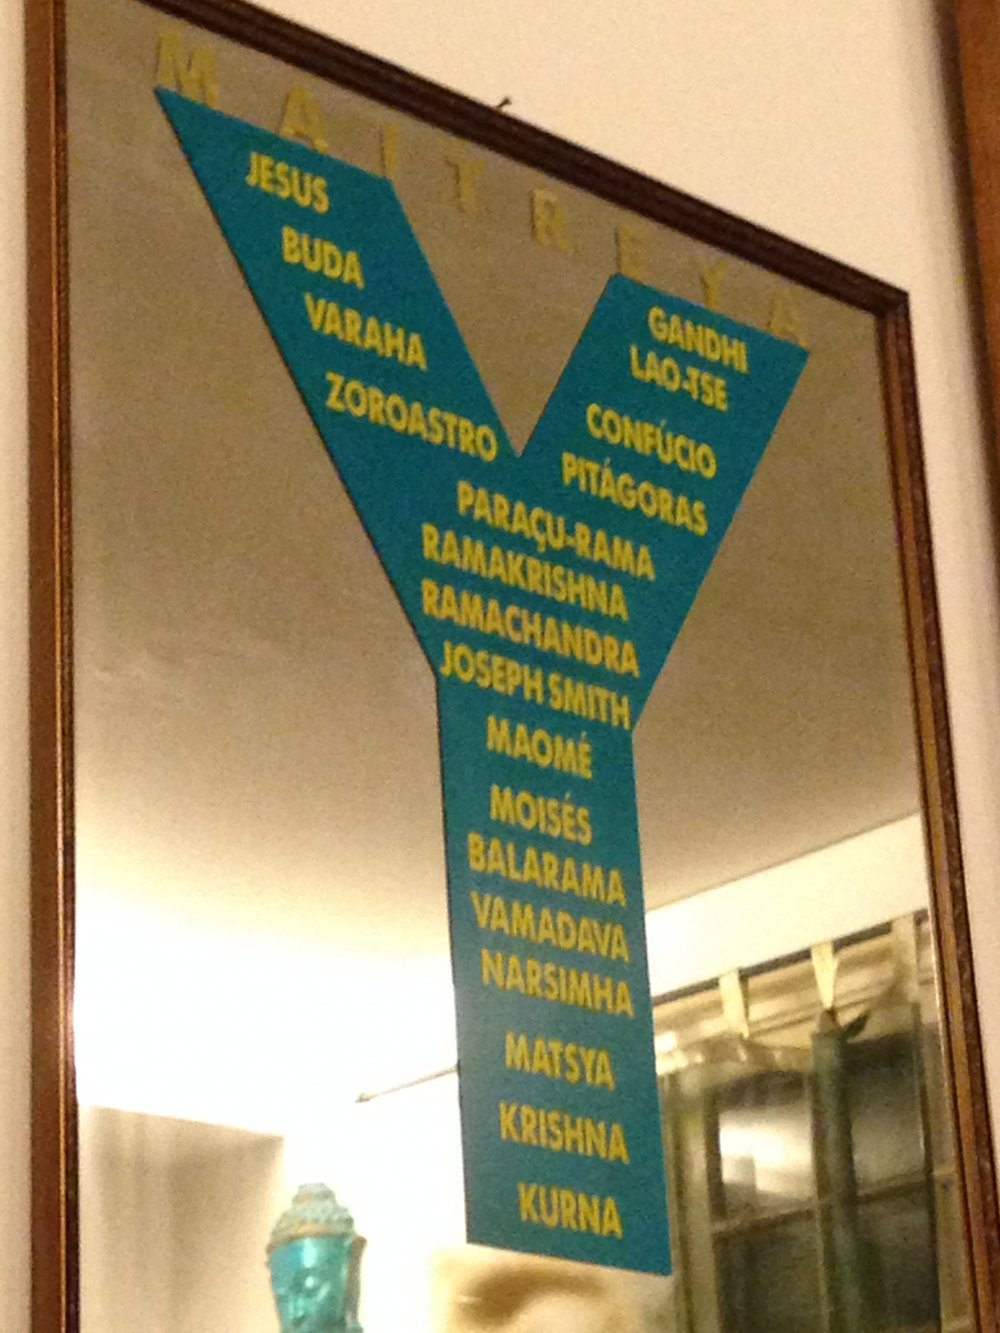 MAITREYA
JESUS
BUDA
VARAHA
ZOROASTRO
GANDHI
LAO-TSE
CONFÚCIO
PITÁGORAS
PARAÇU-RAMA
RAMAKRISHNA
RAMACHANDRA
JOSEPH SMITH
MAOMÉ
MOISÉS
BALARAMA
VAMADAVA
NARSIMHA
MATSYA
KRISHNA
KURNA